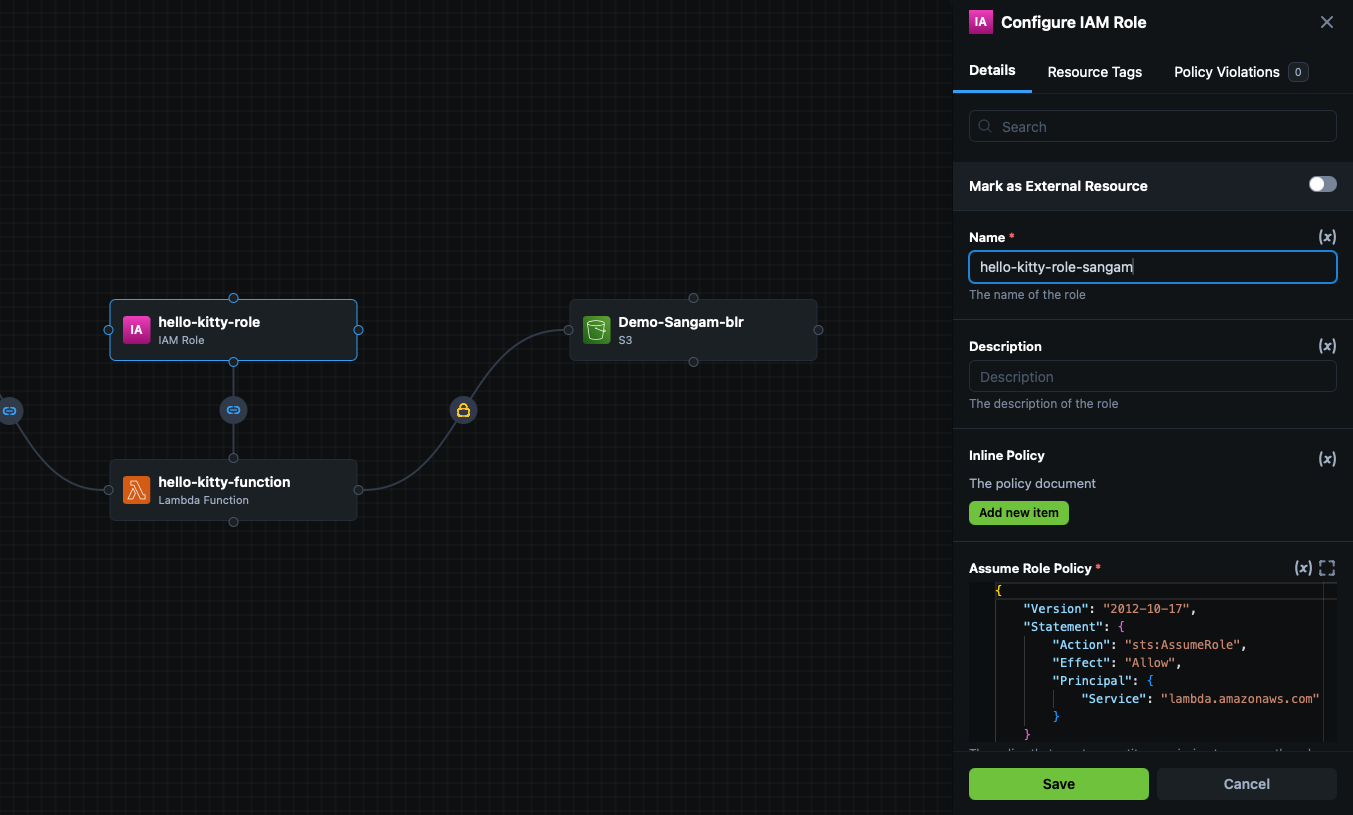 IA
hello-kitty-role
IAM Role
Demo-Sangam-blr
S3
hello-kitty-function
Lambda Function
IA Configure IAM Role
Details Resource Tags Policy Violations 0
Search
Mark as External Resource
Name * (x)
hello-kitty-role-sangam
The name of the role
Description (x)
Description
The description of the role
Inline Policy (x)
The policy document
Add new item
Assume Role Policy * (x)
{
"Version": "2012-10-17",
"Statement": {
"Action": "sts:AssumeRole",
"Effect": "Allow",
"Principal": {
"Service": "lambda.amazonaws.com"
}
}
Save Cancel